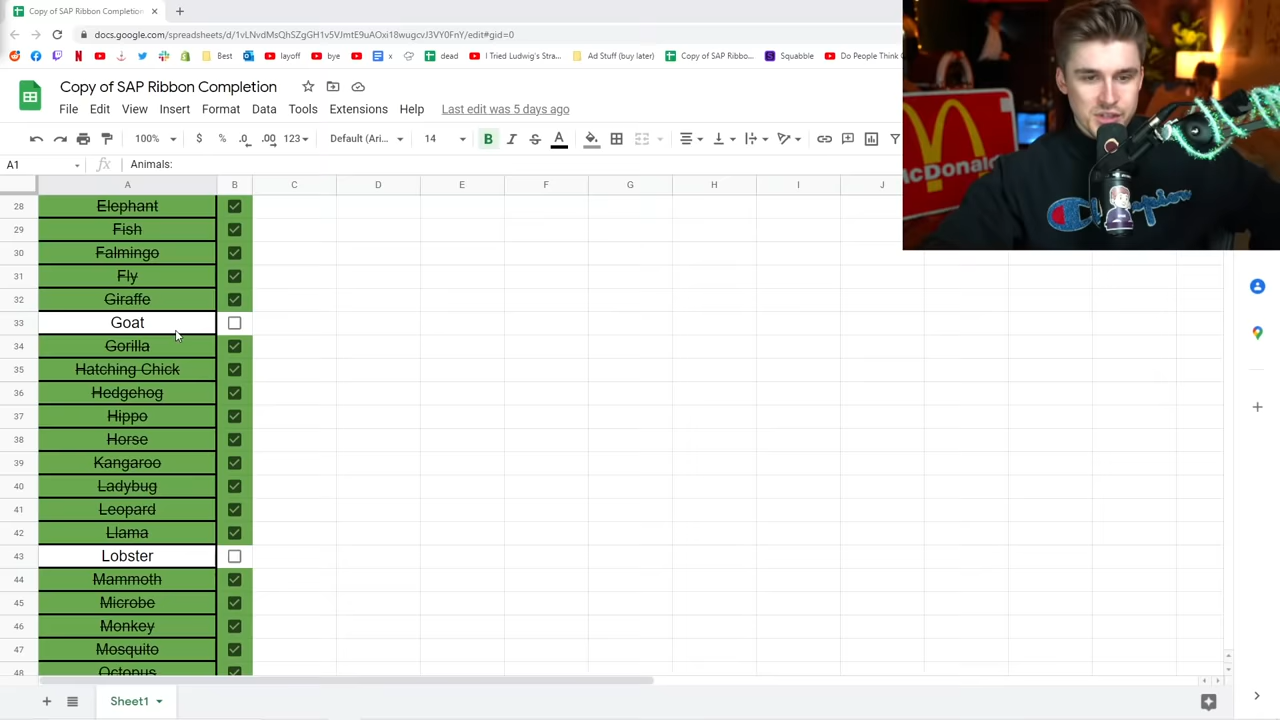 Copy of SAP Ribbon Completion
docs.google.com/spreadsheets/d/1vLNvdMsQhSZgGH1v5VJmtE9uAOxi18wugcvJ3VY0FnY/edit#gid=0
Best
layoff
bye
x
dead
I Tried Ludwig's Stra...
Ad Stuff (buy later)
Copy of SAP Ribbo...
Squabble
Do People Think
Copy of SAP Ribbon Completion
File Edit View Insert Format Data Tools Extensions Help Last edit was 5 days ago
100% $ % .0 .00 123 Default (Ari... 14 B I S A
A1 fx Animals:
A B C D E F G H I J
28 Elephant
29 Fish
30 Falmingo
31 Fly
32 Giraffe
33 Goat
34 Gorilla
35 Hatching Chick
36 Hedgehog
37 Hippo
38 Horse
39 Kangaroo
40 Ladybug
41 Leopard
42 Llama
43 Lobster
44 Mammoth
45 Microbe
46 Monkey
47 Mosquito
48 Octopus
Sheet1
McDonald
Champion